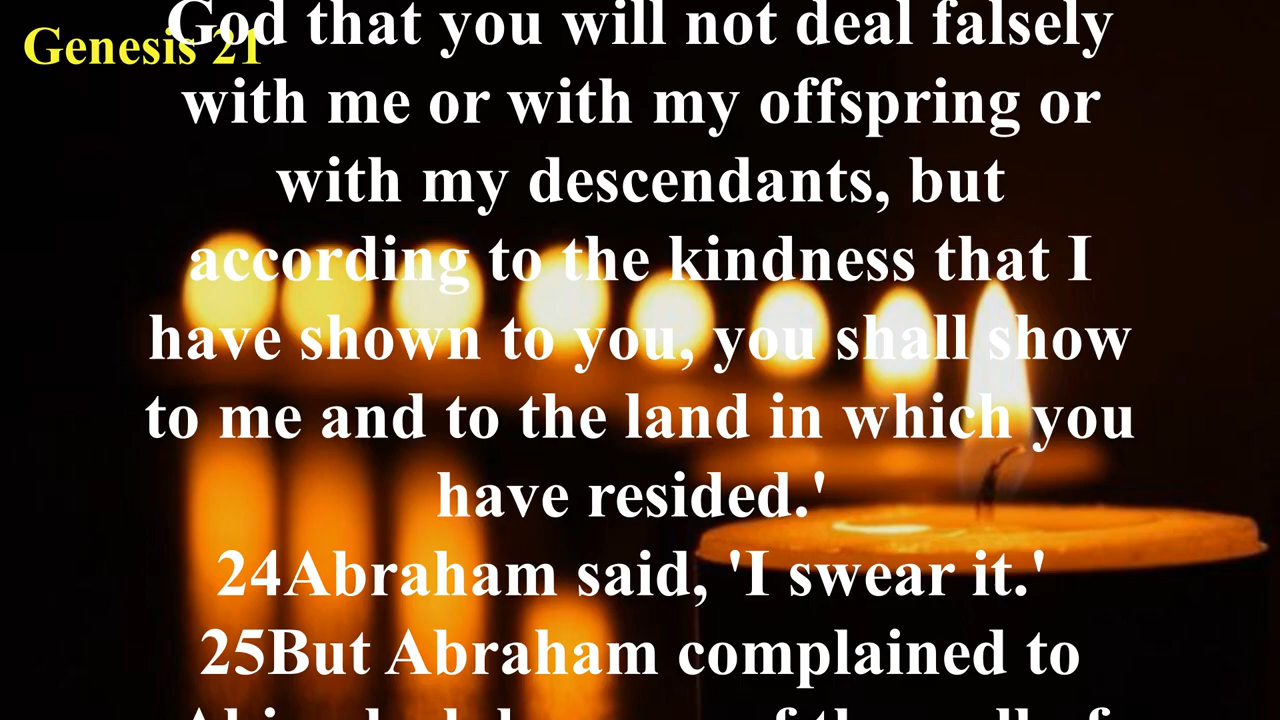 Genesis 21
God that you will not deal falsely
with me or with my offspring or
with my descendants, but
according to the kindness that I
have shown to you, you shall show
to me and to the land in which you
have resided.'
24Abraham said, 'I swear it.'
25But Abraham complained to